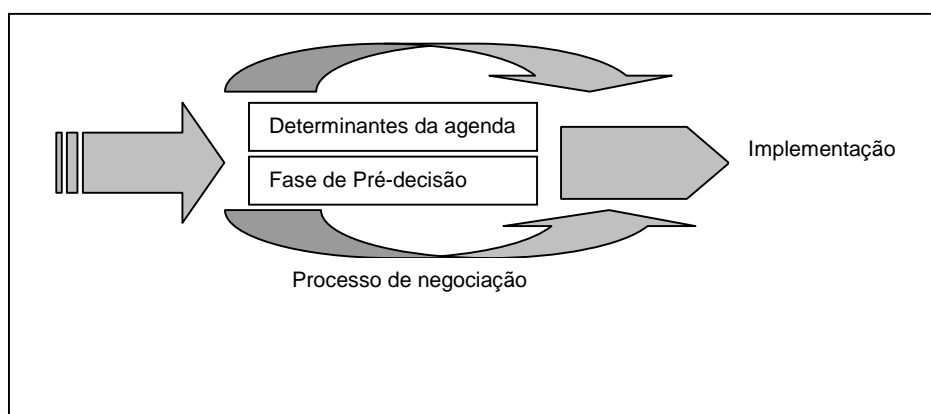 Determinantes da agenda
Fase de Pré-decisão
Implementação
Processo de negociação